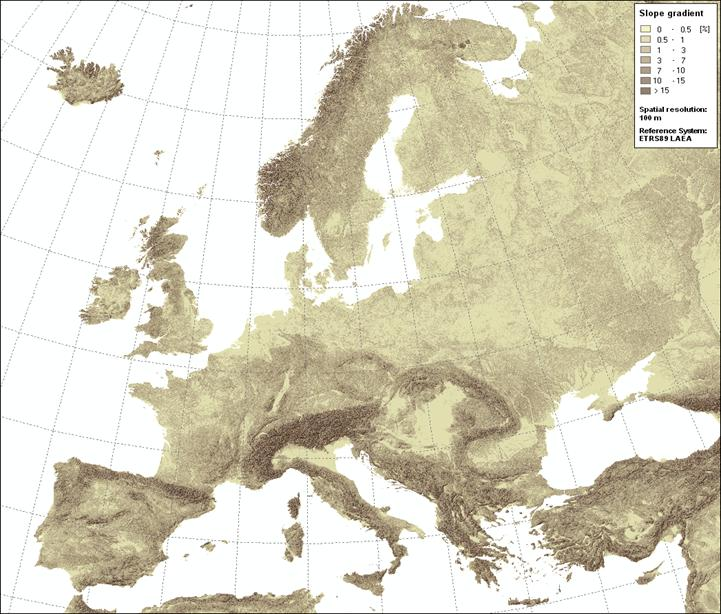 Slope gradient
0 - 0.5 [%]
0.5 - 1
1 - 3
3 - 7
7 - 10
10 - 15
> 15
Spatial resolution:
100 m
Reference System:
ETRS89 LAEA